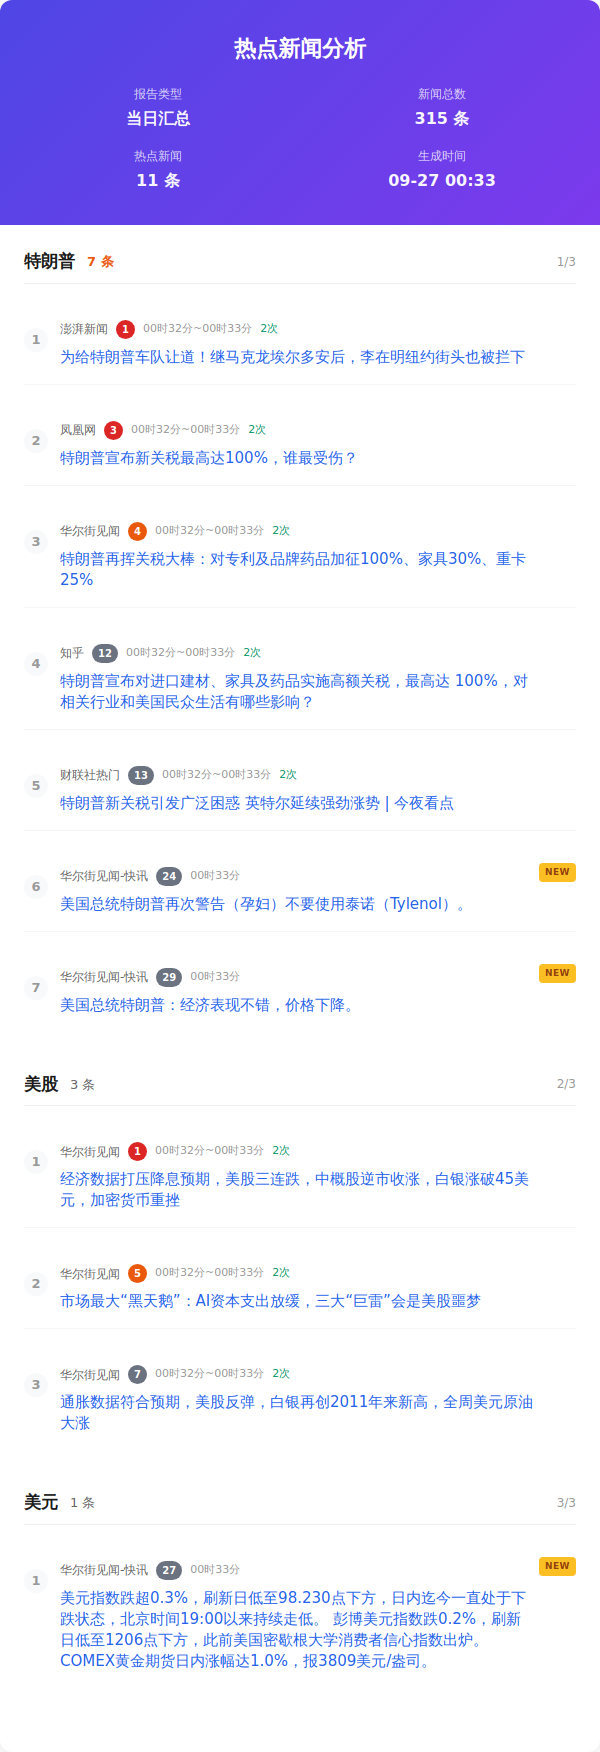 热点新闻分析
报告类型
当日汇总
新闻总数
315 条
热点新闻
11 条
生成时间
09-27 00:33
特朗普 7 条 1/3
1
澎湃新闻 1 00时32分~00时33分 2次
为给特朗普车队让道！继马克龙埃尔多安后，李在明纽约街头也被拦下
2
凤凰网 3 00时32分~00时33分 2次
特朗普宣布新关税最高达100%，谁最受伤？
3
华尔街见闻 4 00时32分~00时33分 2次
特朗普再挥关税大棒：对专利及品牌药品加征100%、家具30%、重卡
25%
4
知乎 12 00时32分~00时33分 2次
特朗普宣布对进口建材、家具及药品实施高额关税，最高达 100%，对
相关行业和美国民众生活有哪些影响？
5
财联社热门 13 00时32分~00时33分 2次
特朗普新关税引发广泛困惑 英特尔延续强劲涨势 | 今夜看点
6
华尔街见闻-快讯 24 00时33分 NEW
美国总统特朗普再次警告（孕妇）不要使用泰诺（Tylenol）。
7
华尔街见闻-快讯 29 00时33分 NEW
美国总统特朗普：经济表现不错，价格下降。
美股 3 条 2/3
1
华尔街见闻 1 00时32分~00时33分 2次
经济数据打压降息预期，美股三连跌，中概股逆市收涨，白银涨破45美
元，加密货币重挫
2
华尔街见闻 5 00时32分~00时33分 2次
市场最大“黑天鹅”：AI资本支出放缓，三大“巨雷”会是美股噩梦
3
华尔街见闻 7 00时32分~00时33分 2次
通胀数据符合预期，美股反弹，白银再创2011年来新高，全周美元原油
大涨
美元 1 条 3/3
1
华尔街见闻-快讯 27 00时33分 NEW
美元指数跌超0.3%，刷新日低至98.230点下方，日内迄今一直处于下
跌状态，北京时间19:00以来持续走低。 彭博美元指数跌0.2%，刷新
日低至1206点下方，此前美国密歇根大学消费者信心指数出炉。
COMEX黄金期货日内涨幅达1.0%，报3809美元/盎司。